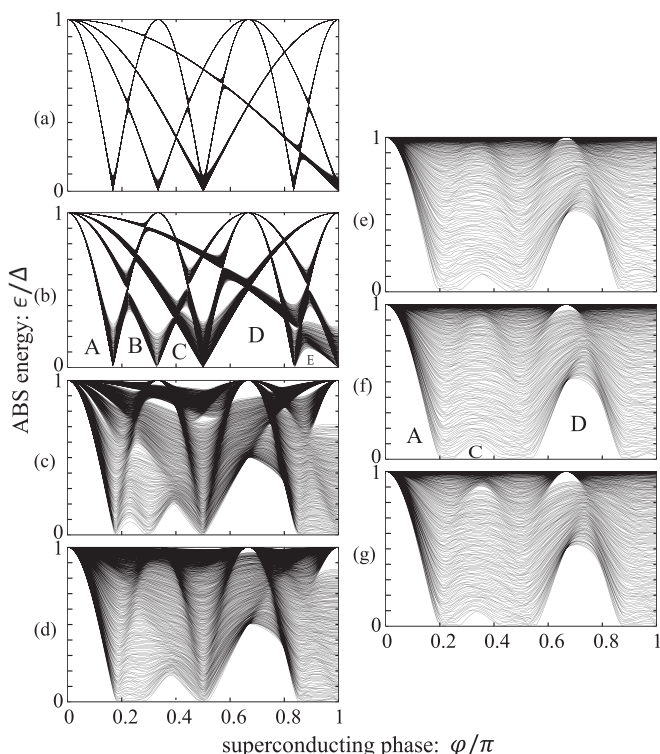 1
(a)
0
1
(b)
A B C D E
0
1
(c)
0
1
(d)
0
0 0.2 0.4 0.6 0.8 1
ABS energy: ϵ/Δ
1
(e)
0
1
(f)
A C D
0
1
(g)
0
0 0.2 0.4 0.6 0.8 1
superconducting phase: φ/π